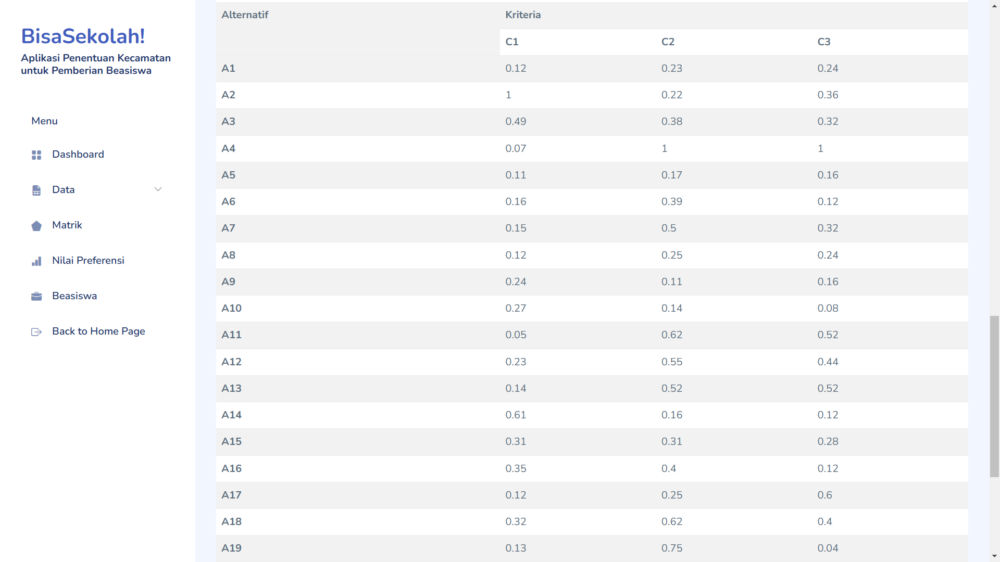 BisaSekolah!
Aplikasi Penentuan Kecamatan
untuk Pemberian Beasiswa
Menu
Dashboard
Data
Matrik
Nilai Preferensi
Beasiswa
Back to Home Page
Alternatif Kriteria
C1 C2 C3
A1 0.12 0.23 0.24
A2 1 0.22 0.36
A3 0.49 0.38 0.32
A4 0.07 1 1
A5 0.11 0.17 0.16
A6 0.16 0.39 0.12
A7 0.15 0.5 0.32
A8 0.12 0.25 0.24
A9 0.24 0.11 0.16
A10 0.27 0.14 0.08
A11 0.05 0.62 0.52
A12 0.23 0.55 0.44
A13 0.14 0.52 0.52
A14 0.61 0.16 0.12
A15 0.31 0.31 0.28
A16 0.35 0.4 0.12
A17 0.12 0.25 0.6
A18 0.32 0.62 0.4
A19 0.13 0.75 0.04